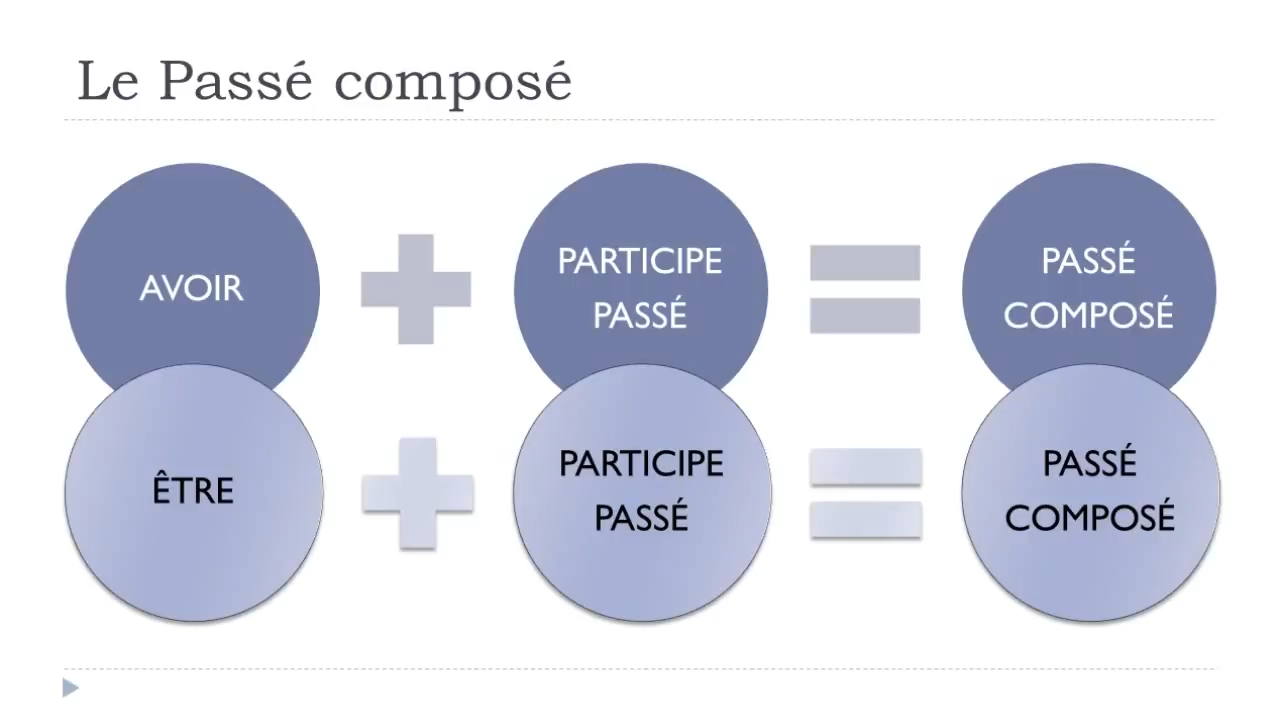 Le Passé composé
AVOIR
PARTICIPE
PASSÉ
PASSÉ
COMPOSÉ
ÊTRE
PARTICIPE
PASSÉ
PASSÉ
COMPOSÉ